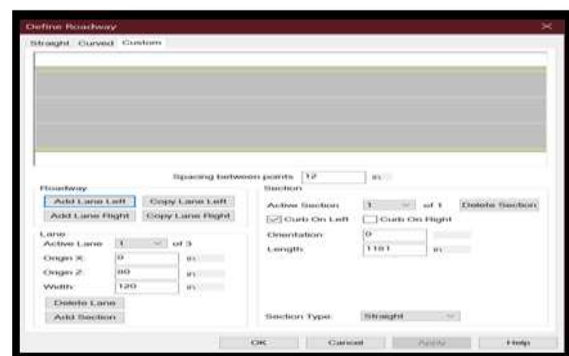 Define Roadway
Straight Curved Custom
Spacing between points 12 in
Roadway
Add Lane Left Copy Lane Left
Add Lane Right Copy Lane Right
Lane
Active Lane 1 of 3
Origin X: 0 in
Origin Z: 80 in
Width: 120 in
Delete Lane
Add Section
Section
Active Section 1 of 1 Delete Section
Curb On Left Curb On Right
Orientation: 0
Length: 1181 in
Section Type: Straight
OK Cancel Apply Help